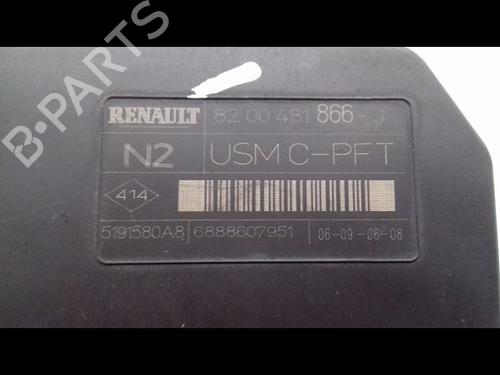 B-PARTS
RENAULT 82 00 481 866-J
N2 USM C-PFT
414
5191580A8 6888607951 06-09-06-08